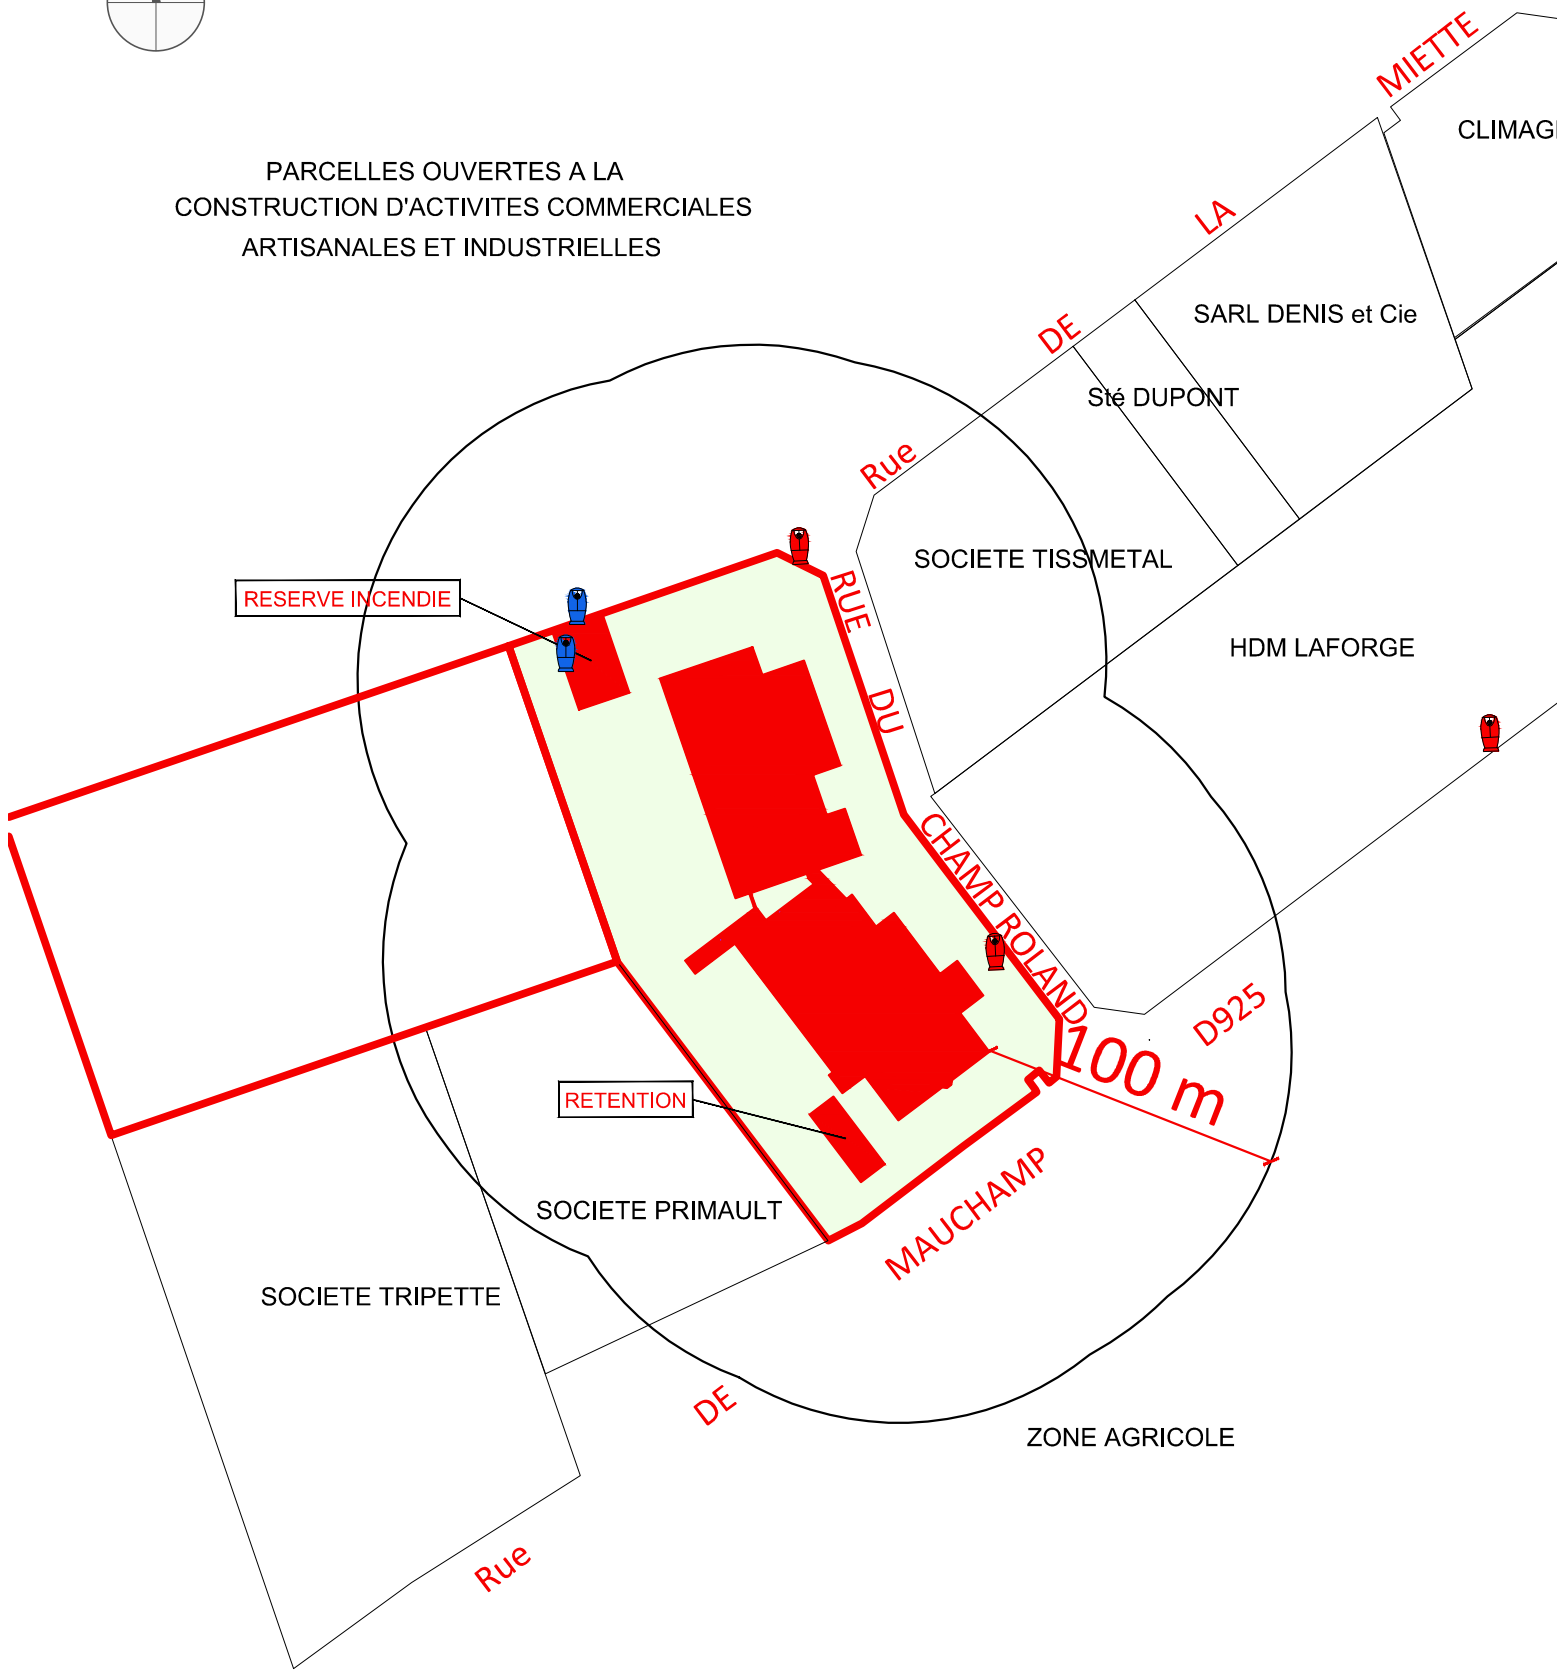 MIETTE
CLIMAG
PARCELLES OUVERTES A LA
CONSTRUCTION D'ACTIVITES COMMERCIALES
ARTISANALES ET INDUSTRIELLES
LA
SARL DENIS et Cie
DE
Sté DUPONT
Rue
SOCIETE TISSMETAL
RESERVE INCENDIE
RUE
HDM LAFORGE
DU
CHAMP ROLAND
D925
100 m
RETENTION
MAUCHAMP
SOCIETE PRIMAULT
SOCIETE TRIPETTE
DE
ZONE AGRICOLE
Rue